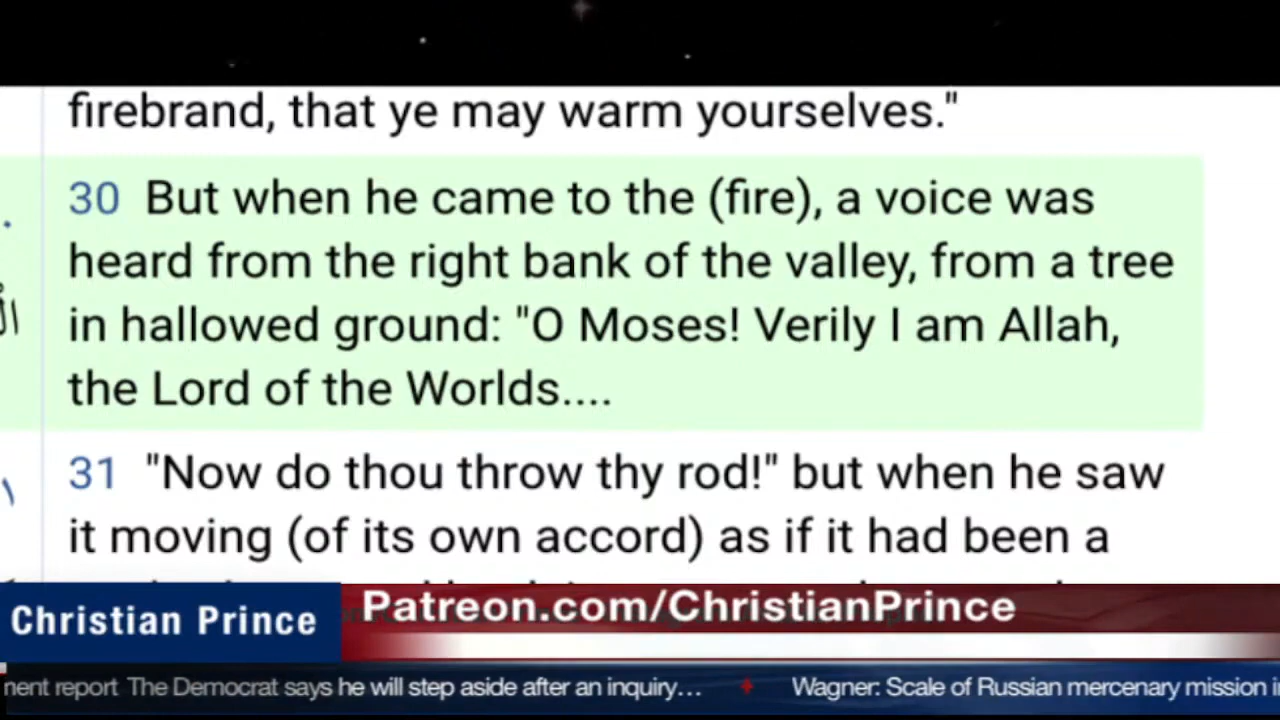 firebrand, that ye may warm yourselves."
30 But when he came to the (fire), a voice was
heard from the right bank of the valley, from a tree
in hallowed ground: "O Moses! Verily I am Allah,
the Lord of the Worlds....
31 "Now do thou throw thy rod!" but when he saw
it moving (of its own accord) as if it had been a
Christian Prince
Patreon.com/ChristianPrince
nent report The Democrat says he will step aside after an inquiry… Wagner: Scale of Russian mercenary mission i